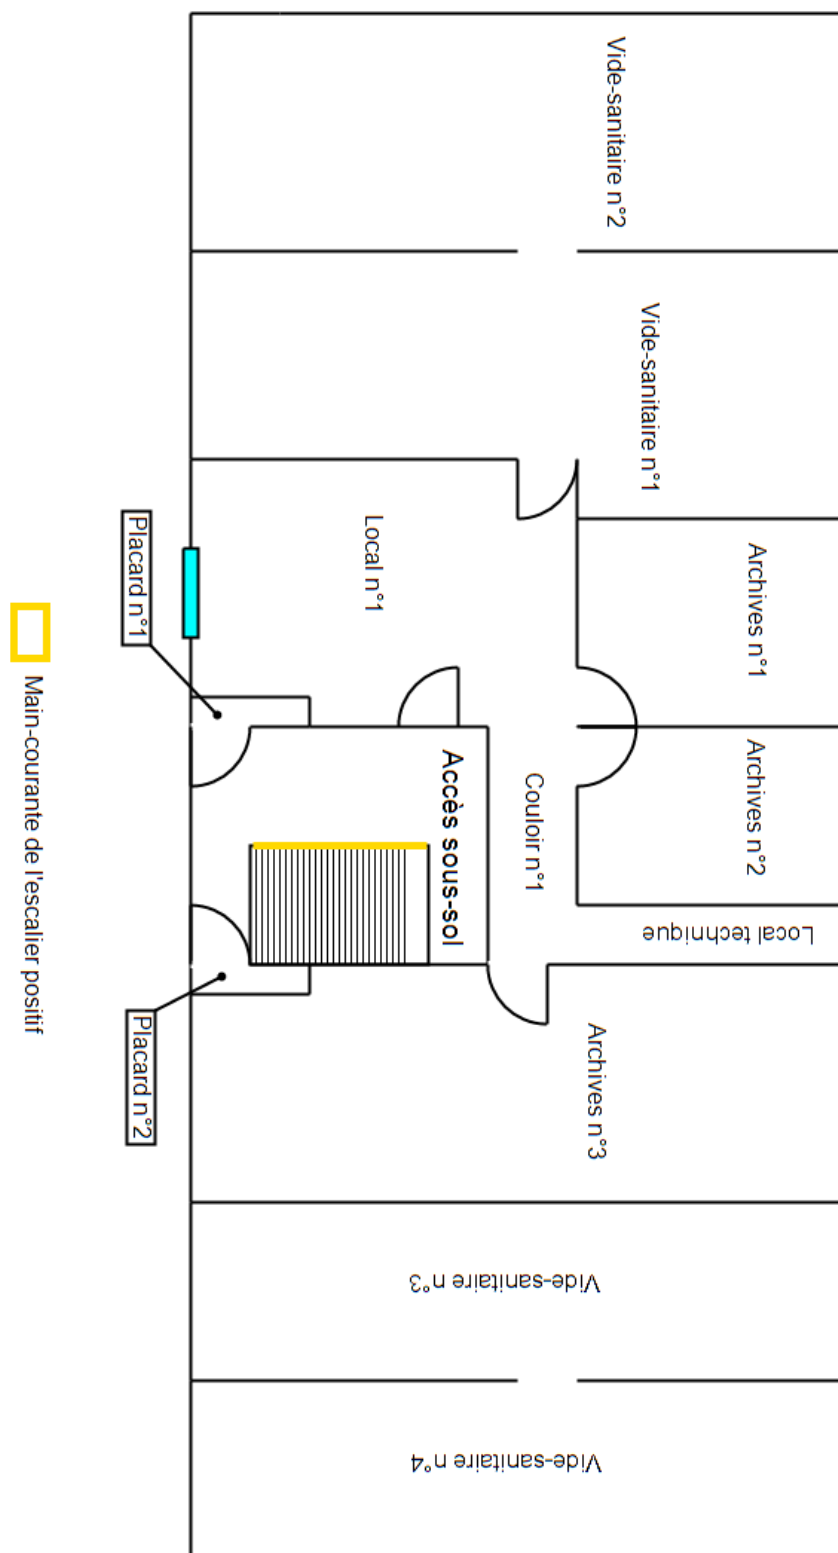 Vide-sanitaire n°2
Vide-sanitaire n°1
Archives n°1
Local n°1
Placard n°1
Archives n°2
Couloir n°1
Accès sous-sol
Local technique
Archives n°3
Placard n°2
Vide-sanitaire n°3
Vide-sanitaire n°4
Main-courante de l'escalier positif